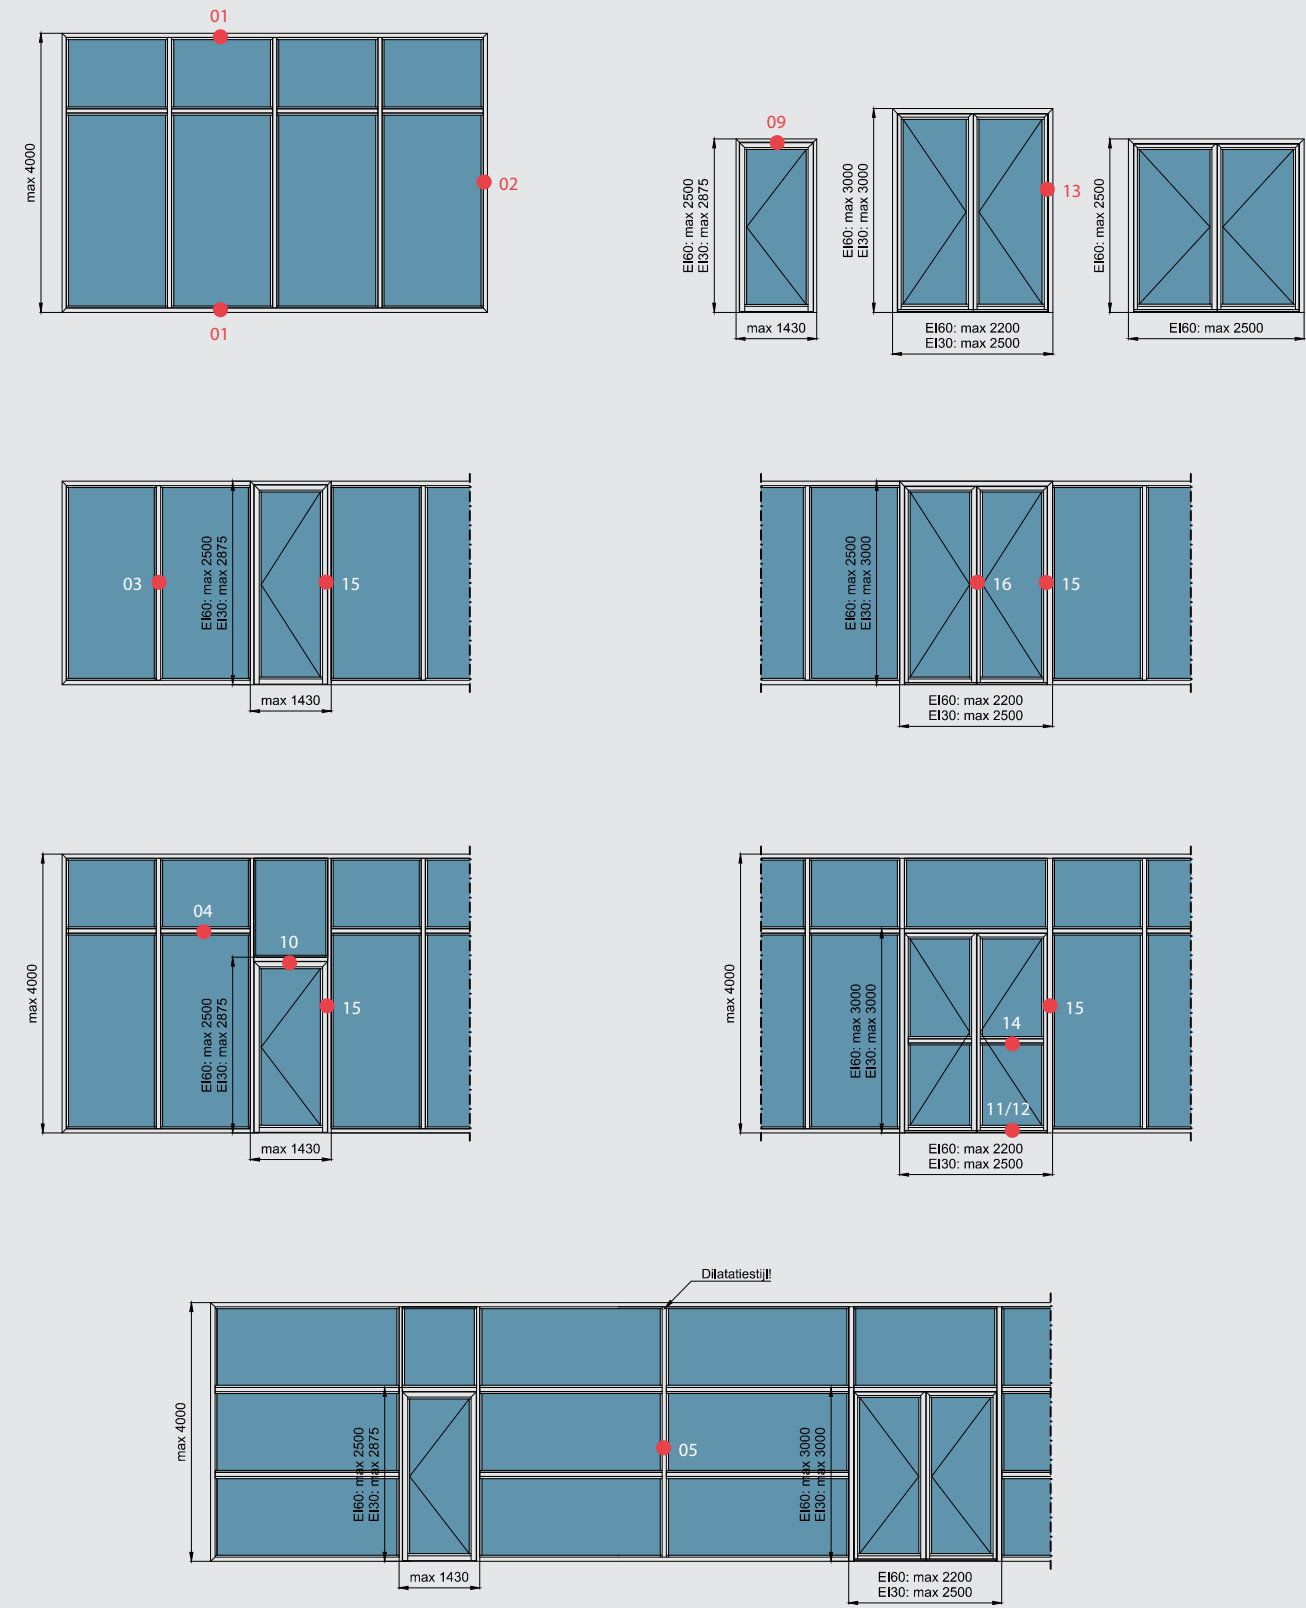 01
max 4000
02
01
09
EI60: max 2500
EI30: max 2875
max 1430
EI60: max 3000
EI30: max 3000
13
EI60: max 2200
EI30: max 2500
EI60: max 2500
EI60: max 2500
03
EI60: max 2500
EI30: max 2875
15
max 1430
EI60: max 2500
EI30: max 3000
16
15
EI60: max 2200
EI30: max 2500
max 4000
04
10
EI60: max 2500
EI30: max 2875
15
max 1430
max 4000
EI60: max 3000
EI30: max 3000
15
14
11/12
EI60: max 2200
EI30: max 2500
Dilatatiestijl!
max 4000
EI60: max 2500
EI30: max 2875
05
EI60: max 3000
EI30: max 3000
max 1430
EI60: max 2200
EI30: max 2500